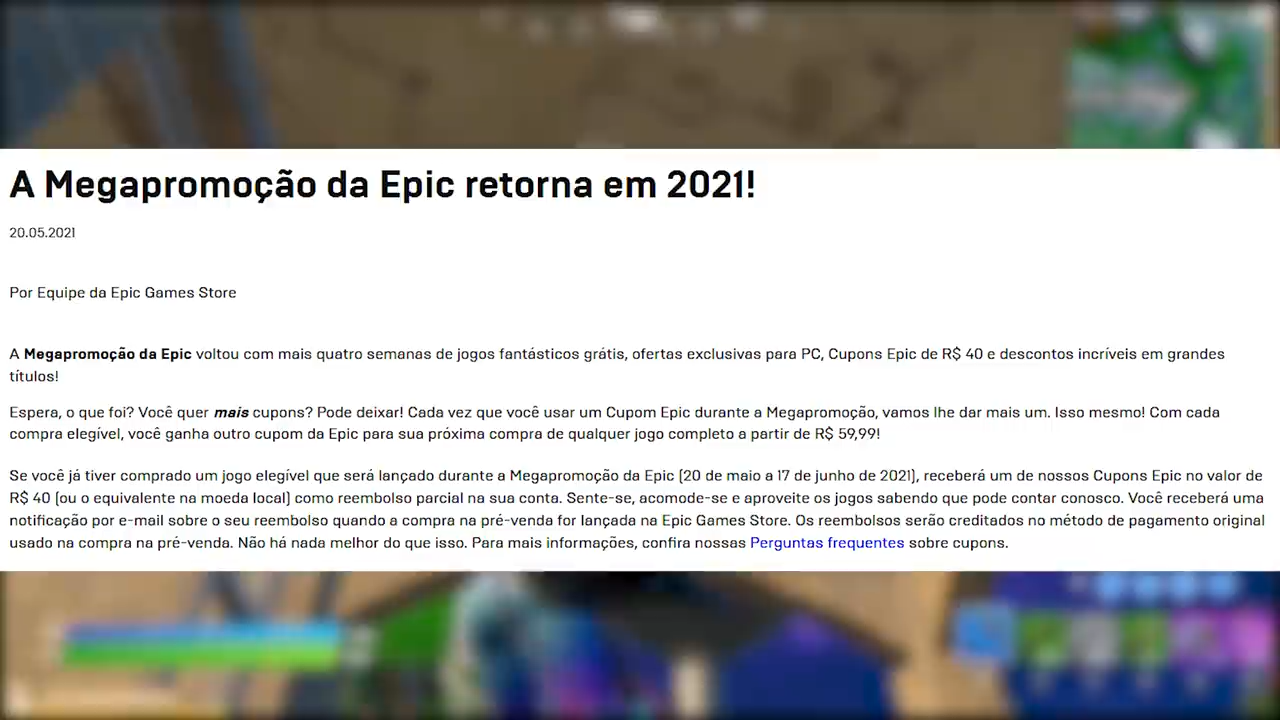 A Megapromoção da Epic retorna em 2021!
20.05.2021
Por Equipe da Epic Games Store
A Megapromoção da Epic voltou com mais quatro semanas de jogos fantásticos grátis, ofertas exclusivas para PC, Cupons Epic de R$ 40 e descontos incríveis em grandes
títulos!
Espera, o que foi? Você quer mais cupons? Pode deixar! Cada vez que você usar um Cupom Epic durante a Megapromoção, vamos lhe dar mais um. Isso mesmo! Com cada
compra elegível, você ganha outro cupom da Epic para sua próxima compra de qualquer jogo completo a partir de R$ 59,99!
Se você já tiver comprado um jogo elegível que será lançado durante a Megapromoção da Epic (20 de maio a 17 de junho de 2021), receberá um de nossos Cupons Epic no valor de
R$ 40 (ou o equivalente na moeda local) como reembolso parcial na sua conta. Sente-se, acomode-se e aproveite os jogos sabendo que pode contar conosco. Você receberá uma
notificação por e-mail sobre o seu reembolso quando a compra na pré-venda for lançada na Epic Games Store. Os reembolsos serão creditados no método de pagamento original
usado na compra na pré-venda. Não há nada melhor do que isso. Para mais informações, confira nossas Perguntas frequentes sobre cupons.